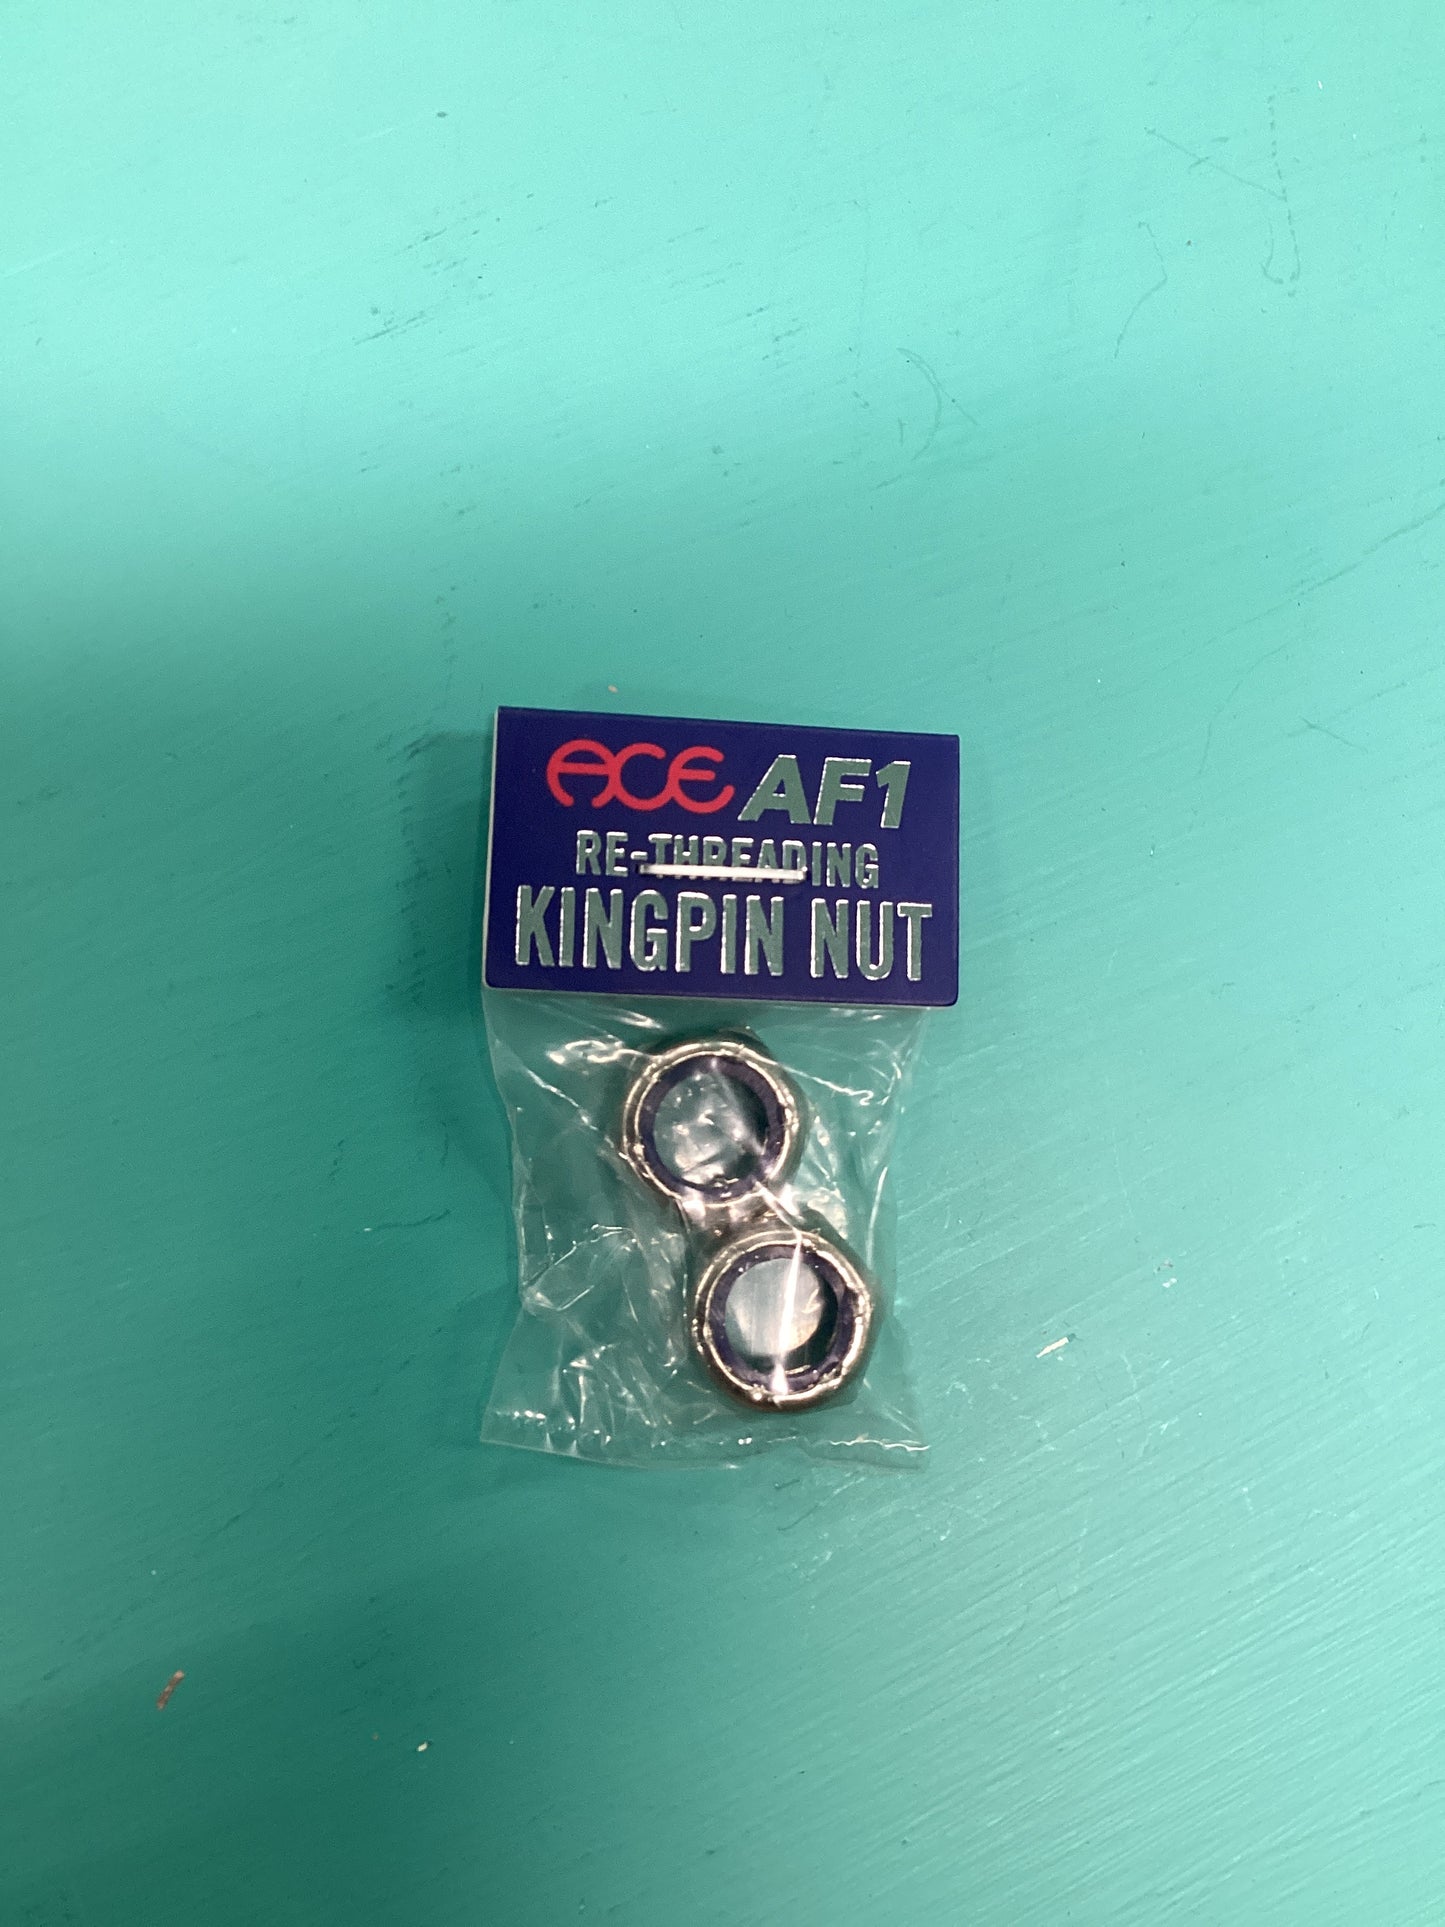 ACE AF1
RE-THREADING
KINGPIN NUT